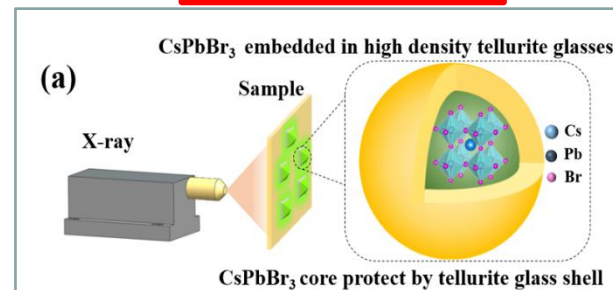 CsPbBr₃ embedded in high density tellurite glasses
(a)
Sample
X-ray
Cs
Pb
Br
CsPbBr₃ core protect by tellurite glass shell